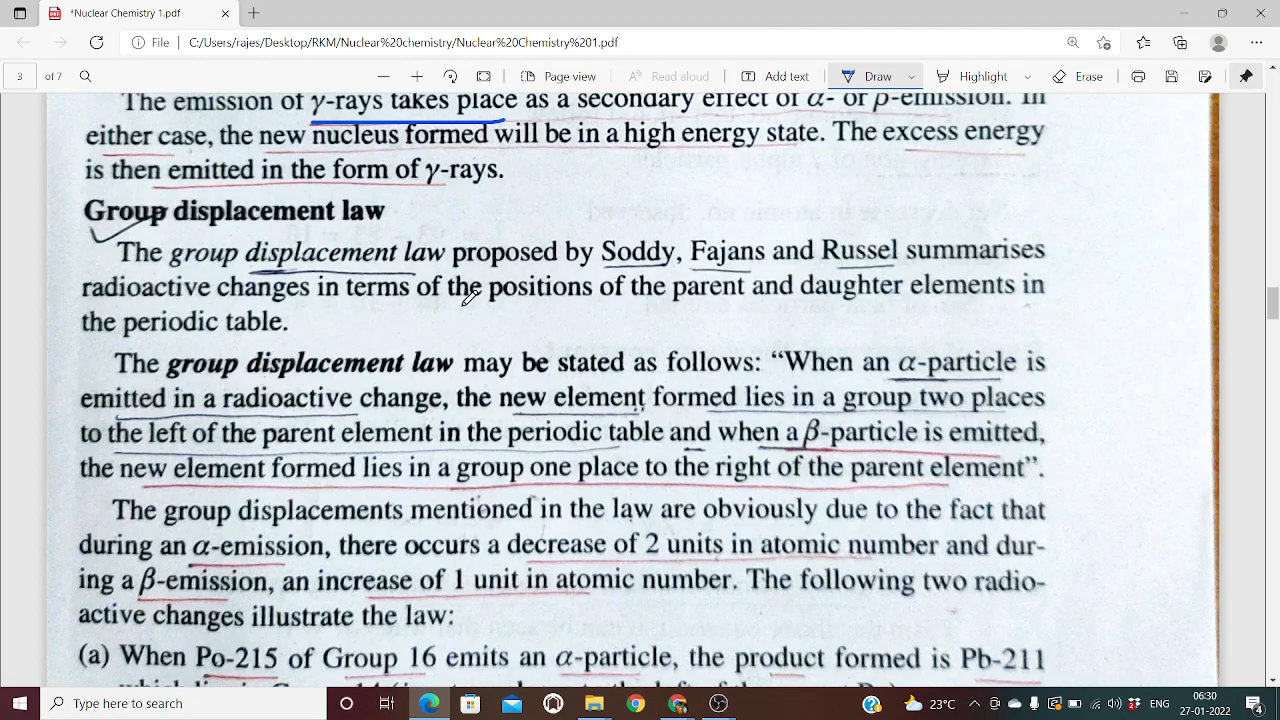 *Nuclear Chemistry 1.pdf
File
C:/Users/rajes/Desktop/RKM/Nuclear%20chemistry/Nuclear%20Chemistry%201.pdf
3 of 7
Page view
Read aloud
Add text
Draw
Highlight
Erase
The emission of γ-rays takes place as a secondary effect of α- or β-emission. In
either case, the new nucleus formed will be in a high energy state. The excess energy
is then emitted in the form of γ-rays.
Group displacement law
The group displacement law proposed by Soddy, Fajans and Russel summarises
radioactive changes in terms of the positions of the parent and daughter elements in
the periodic table.
The group displacement law may be stated as follows: “When an α-particle is
emitted in a radioactive change, the new element formed lies in a group two places
to the left of the parent element in the periodic table and when a β-particle is emitted,
the new element formed lies in a group one place to the right of the parent element”.
The group displacements mentioned in the law are obviously due to the fact that
during an α-emission, there occurs a decrease of 2 units in atomic number and dur-
ing a β-emission, an increase of 1 unit in atomic number. The following two radio-
active changes illustrate the law:
(a) When Po-215 of Group 16 emits an α-particle, the product formed is Pb-211
Type here to search
23°C
06:30
27-01-2022